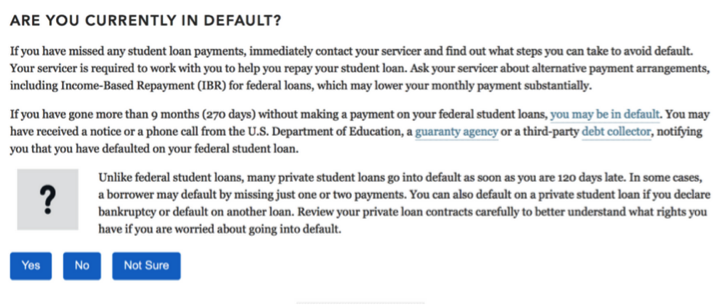 ARE YOU CURRENTLY IN DEFAULT?
If you have missed any student loan payments, immediately contact your servicer and find out what steps you can take to avoid default.
Your servicer is required to work with you to help you repay your student loan. Ask your servicer about alternative payment arrangements,
including Income-Based Repayment (IBR) for federal loans, which may lower your monthly payment substantially.
If you have gone more than 9 months (270 days) without making a payment on your federal student loans, you may be in default. You may
have received a notice or a phone call from the U.S. Department of Education, a guaranty agency or a third-party debt collector, notifying
you that you have defaulted on your federal student loan.
?
Unlike federal student loans, many private student loans go into default as soon as you are 120 days late. In some cases,
a borrower may default by missing just one or two payments. You can also default on a private student loan if you declare
bankruptcy or default on another loan. Review your private loan contracts carefully to better understand what rights you
have if you are worried about going into default.
Yes No Not Sure